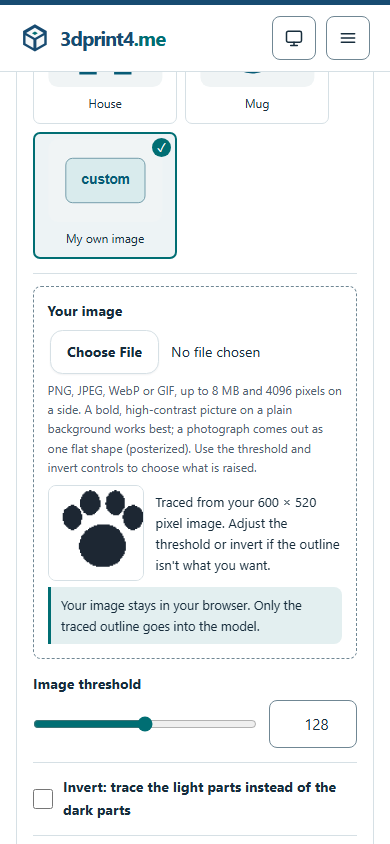 3dprint4.me
House
Mug
custom
My own image
Your image
Choose File
No file chosen
PNG, JPEG, WebP or GIF, up to 8 MB and 4096 pixels on
a side. A bold, high-contrast picture on a plain
background works best; a photograph comes out as
one flat shape (posterized). Use the threshold and
invert controls to choose what is raised.
Traced from your 600 × 520
pixel image. Adjust the
threshold or invert if the outline
isn't what you want.
Your image stays in your browser. Only the
traced outline goes into the model.
Image threshold
128
Invert: trace the light parts instead of the
dark parts